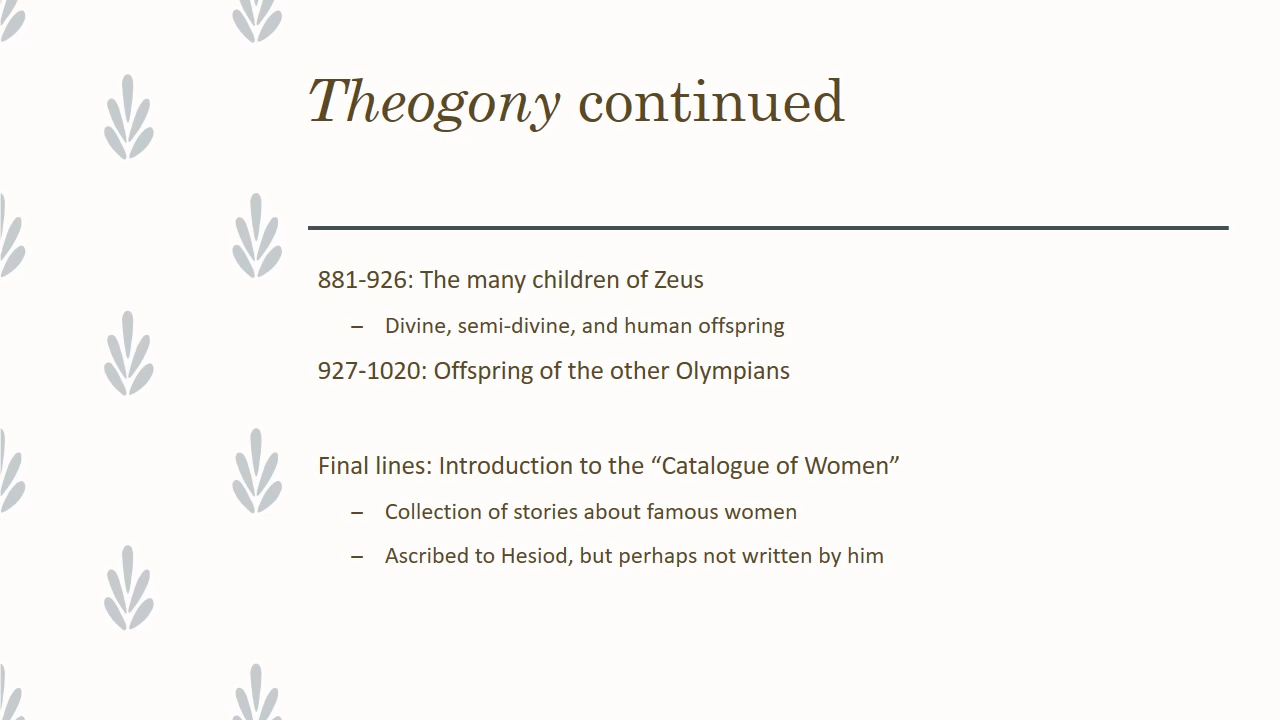 Theogony continued
881-926: The many children of Zeus
– Divine, semi-divine, and human offspring
927-1020: Offspring of the other Olympians
Final lines: Introduction to the “Catalogue of Women”
– Collection of stories about famous women
– Ascribed to Hesiod, but perhaps not written by him